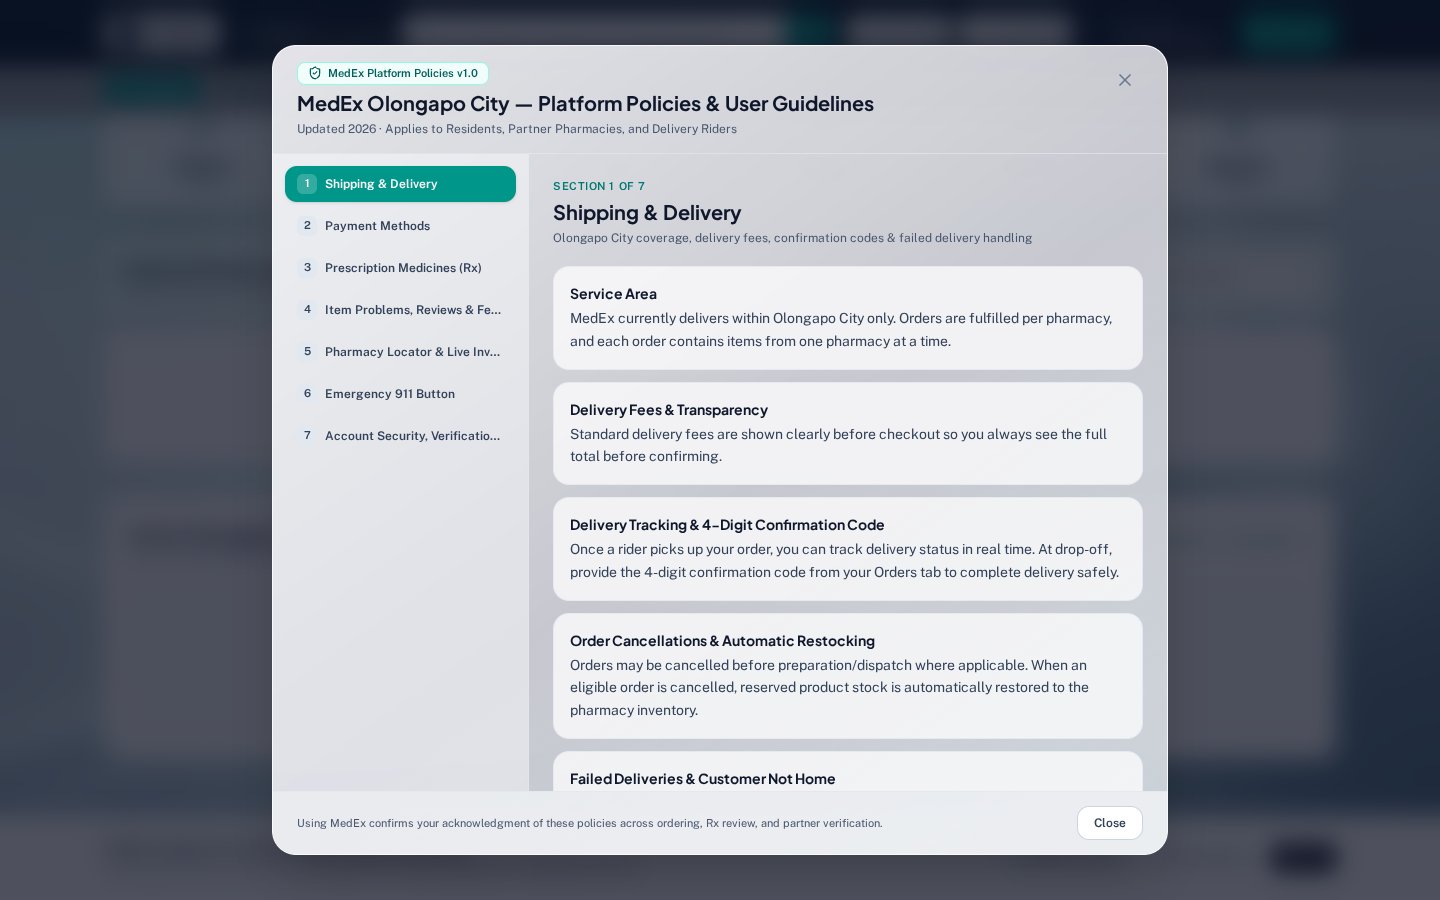 MedEx Platform Policies v1.0
MedEx Olongapo City — Platform Policies & User Guidelines
Updated 2026 · Applies to Residents, Partner Pharmacies, and Delivery Riders
1 Shipping & Delivery
2 Payment Methods
3 Prescription Medicines (Rx)
4 Item Problems, Reviews & Fe...
5 Pharmacy Locator & Live Inv...
6 Emergency 911 Button
7 Account Security, Verificatio...
SECTION 1 OF 7
Shipping & Delivery
Olongapo City coverage, delivery fees, confirmation codes & failed delivery handling
Service Area
MedEx currently delivers within Olongapo City only. Orders are fulfilled per pharmacy,
and each order contains items from one pharmacy at a time.
Delivery Fees & Transparency
Standard delivery fees are shown clearly before checkout so you always see the full
total before confirming.
Delivery Tracking & 4-Digit Confirmation Code
Once a rider picks up your order, you can track delivery status in real time. At drop-off,
provide the 4-digit confirmation code from your Orders tab to complete delivery safely.
Order Cancellations & Automatic Restocking
Orders may be cancelled before preparation/dispatch where applicable. When an
eligible order is cancelled, reserved product stock is automatically restored to the
pharmacy inventory.
Failed Deliveries & Customer Not Home
Using MedEx confirms your acknowledgment of these policies across ordering, Rx review, and partner verification.
Close